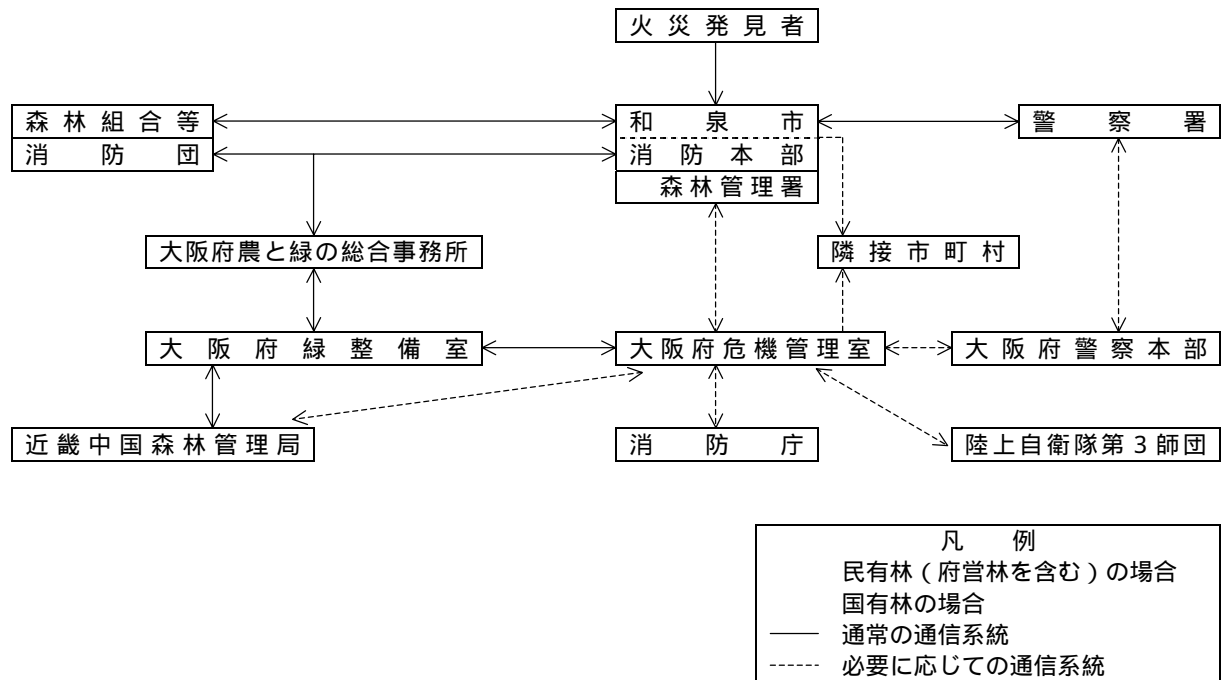 火災発見者
森林組合等
和泉市
警察署
消防団
消防本部
森林管理署
大阪府農と緑の総合事務所
隣接市町村
大阪府緑整備室
大阪府危機管理室
大阪府警察本部
近畿中国森林管理局
消防庁
陸上自衛隊第3師団
凡例
民有林(府営林を含む)の場合
国有林の場合
通常の通信系統
必要に応じての通信系統